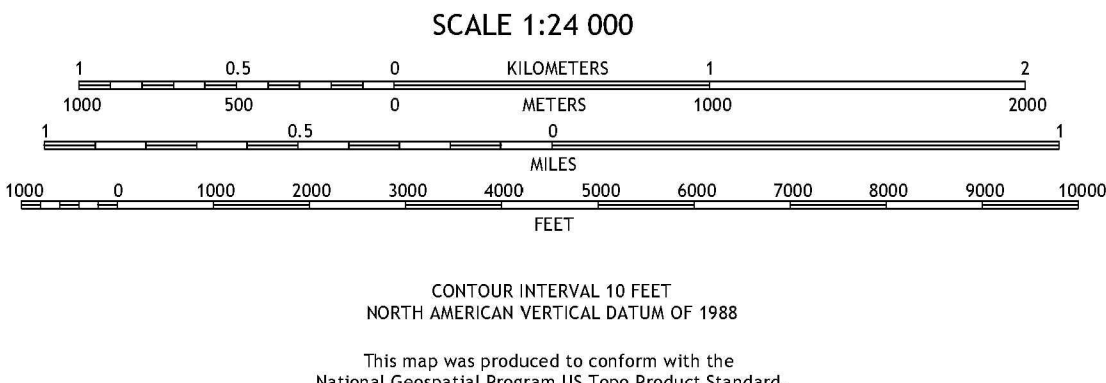 SCALE 1:24 000
1 0.5 0 KILOMETERS 1 2
1000 500 0 METERS 1000 2000
1 0.5 0 1
MILES
1000 0 1000 2000 3000 4000 5000 6000 7000 8000 9000 10000
FEET
CONTOUR INTERVAL 10 FEET
NORTH AMERICAN VERTICAL DATUM OF 1988
This map was produced to conform with the
National Geospatial Program US Topo Product Standard.